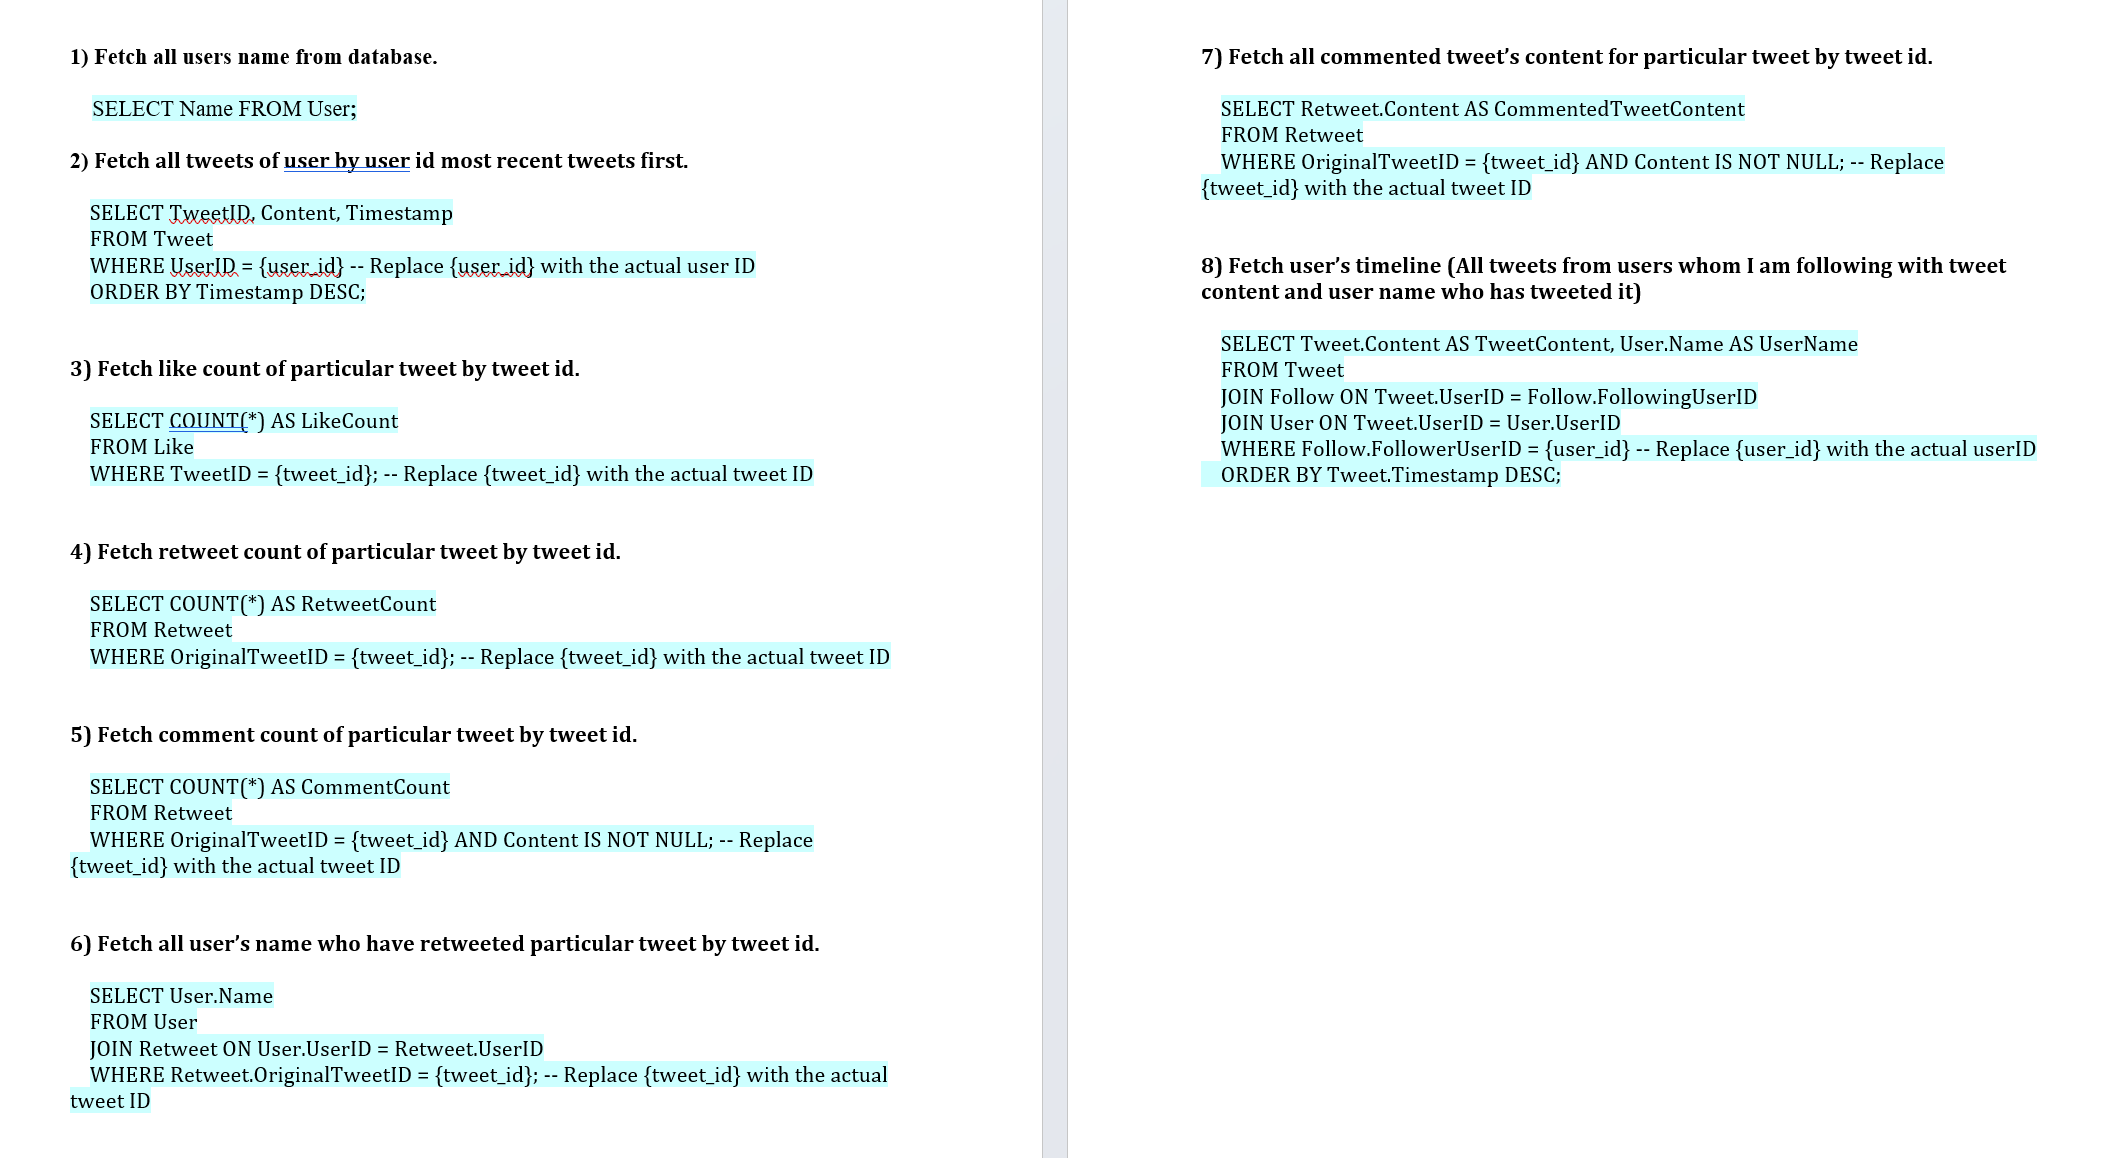 1) Fetch all users name from database.
SELECT Name FROM User;
2) Fetch all tweets of user by user id most recent tweets first.
SELECT TweetID, Content, Timestamp
FROM Tweet
WHERE UserID = {user_id} -- Replace {user_id} with the actual user ID
ORDER BY Timestamp DESC;
3) Fetch like count of particular tweet by tweet id.
SELECT COUNT(*) AS LikeCount
FROM Like
WHERE TweetID = {tweet_id}; -- Replace {tweet_id} with the actual tweet ID
4) Fetch retweet count of particular tweet by tweet id.
SELECT COUNT(*) AS RetweetCount
FROM Retweet
WHERE OriginalTweetID = {tweet_id}; -- Replace {tweet_id} with the actual tweet ID
5) Fetch comment count of particular tweet by tweet id.
SELECT COUNT(*) AS CommentCount
FROM Retweet
WHERE OriginalTweetID = {tweet_id} AND Content IS NOT NULL; -- Replace
{tweet_id} with the actual tweet ID
6) Fetch all user’s name who have retweeted particular tweet by tweet id.
SELECT User.Name
FROM User
JOIN Retweet ON User.UserID = Retweet.UserID
WHERE Retweet.OriginalTweetID = {tweet_id}; -- Replace {tweet_id} with the actual
tweet ID
7) Fetch all commented tweet’s content for particular tweet by tweet id.
SELECT Retweet.Content AS CommentedTweetContent
FROM Retweet
WHERE OriginalTweetID = {tweet_id} AND Content IS NOT NULL; -- Replace
{tweet_id} with the actual tweet ID
8) Fetch user’s timeline (All tweets from users whom I am following with tweet
content and user name who has tweeted it)
SELECT Tweet.Content AS TweetContent, User.Name AS UserName
FROM Tweet
JOIN Follow ON Tweet.UserID = Follow.FollowingUserID
JOIN User ON Tweet.UserID = User.UserID
WHERE Follow.FollowerUserID = {user_id} -- Replace {user_id} with the actual userID
ORDER BY Tweet.Timestamp DESC;